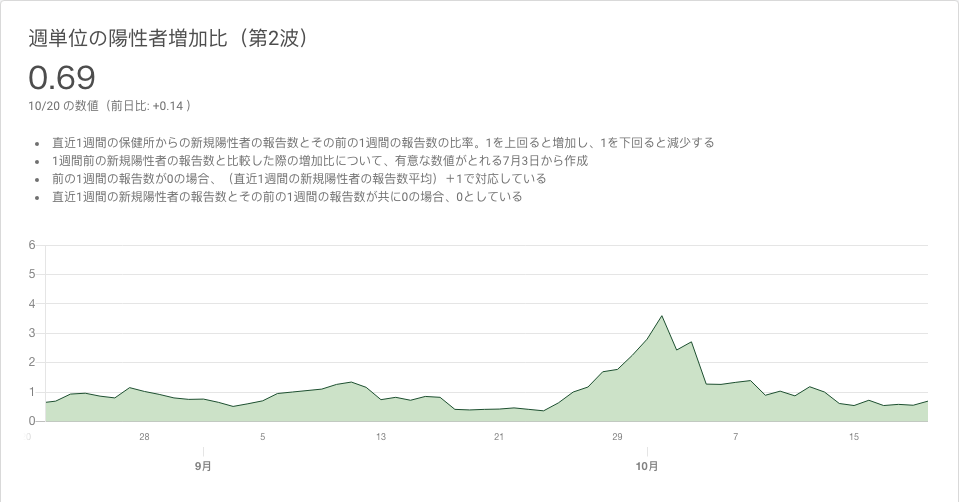 週単位の陽性者増加比（第2波）
0.69
10/20 の数値（前日比: +0.14 ）
直近1週間の保健所からの新規陽性者の報告数とその前の1週間の報告数の比率。1を上回ると増加し、1を下回ると減少する
1週間前の新規陽性者の報告数と比較した際の増加比について、有意な数値がとれる7月3日から作成
前の1週間の報告数が0の場合、（直近1週間の新規陽性者の報告数平均）＋1で対応している
直近1週間の新規陽性者の報告数とその前の1週間の報告数が共に0の場合、0としている
6
5
4
3
2
1
0
0 28 5 13 21 29 7 15
9月 10月